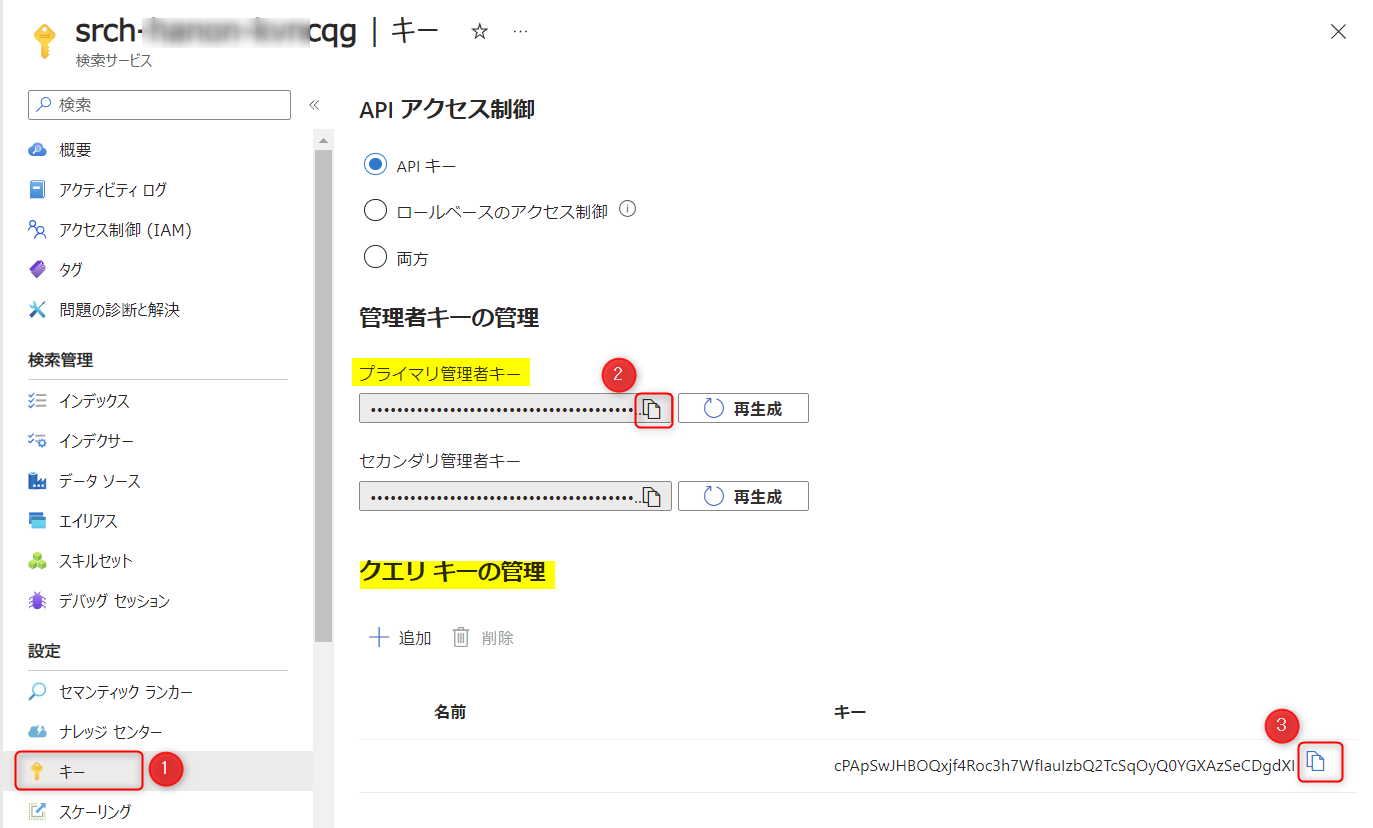 srch- cqg | キー ☆ …
検索サービス
検索
API アクセス制御
概要
API キー
アクティビティ ログ
ロールベースのアクセス制御
アクセス制御 (IAM)
両方
タグ
問題の診断と解決
管理者キーの管理
検索管理
プライマリ管理者キー
2
インデックス
再生成
インデクサー
セカンダリ管理者キー
データ ソース
再生成
エイリアス
スキルセット
クエリ キーの管理
デバッグ セッション
追加 削除
設定
セマンティック ランカー
名前 キー
ナレッジ センター
3
キー
1
cPApSwJHBOQxjf4Roc3h7WfIauIzbQ2TcSqOyQ0YGXAzSeCDgdXI
スケーリング